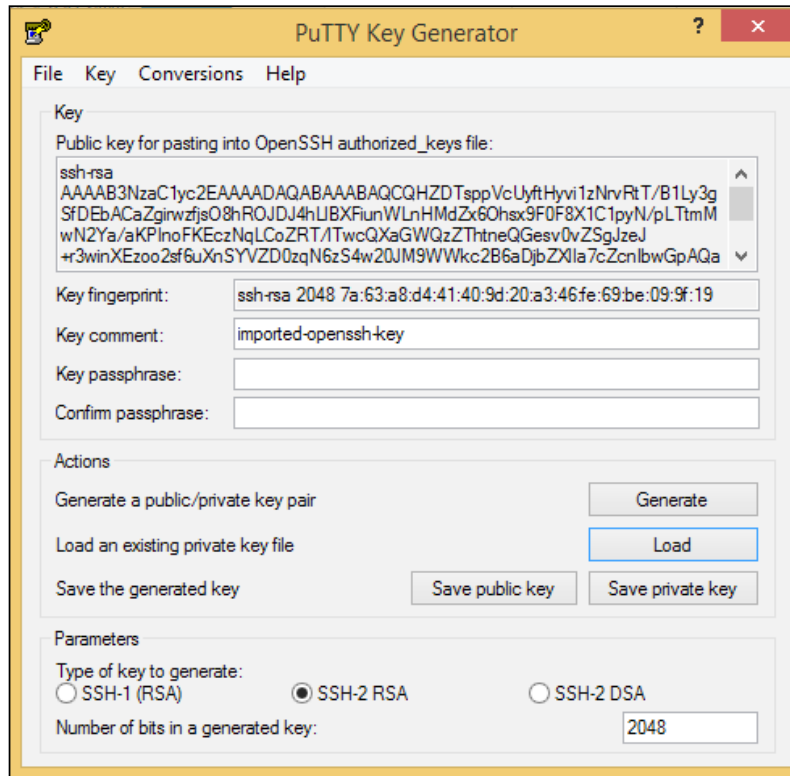 PuTTY Key Generator
? ×
File Key Conversions Help
Key
Public key for pasting into OpenSSH authorized_keys file:
ssh-rsa
AAAAB3NzaC1yc2EAAAADAQABAAABAQCQHZDTsppVcUyftHyvi1zNrvRtT/B1Ly3g
SfDEbACaZgirwzfjsO8hROJDJ4hLIBXFiunWLnHMdZx6Ohsx9F0F8X1C1pyN/pLTtmM
wN2Ya/aKPInoFKEczNqLCoZRT/ITwcQXaGWQzZThtneQGesv0vZSgJzeJ
+r3winXEzoo2sf6uXnSYVZD0zqN6zS4w20JM9WWkc2B6aDjbZXIla7cZcnIbwGpAQa
Key fingerprint: ssh-rsa 2048 7a:63:a8:d4:41:40:9d:20:a3:46:fe:69:be:09:9f:19
Key comment: imported-openssh-key
Key passphrase:
Confirm passphrase:
Actions
Generate a public/private key pair Generate
Load an existing private key file Load
Save the generated key Save public key Save private key
Parameters
Type of key to generate:
SSH-1 (RSA) SSH-2 RSA SSH-2 DSA
Number of bits in a generated key: 2048